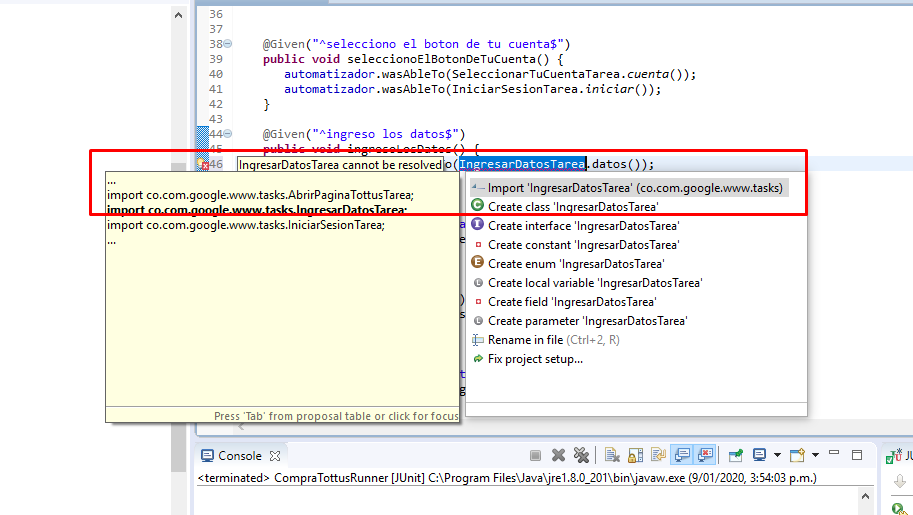 36
37
38 @Given("^selecciono el boton de tu cuenta$")
39 public void seleccionoElBotonDeTuCuenta() {
40 automatizador.wasAbleTo(SeleccionarTuCuentaTarea.cuenta());
41 automatizador.wasAbleTo(IniciarSesionTarea.iniciar());
42 }
43
44 @Given("^ingreso los datos$")
45 public void ingresoLosDatos() {
46 o(IngresarDatosTarea.datos());
IngresarDatosTarea cannot be resolved
...
import co.com.google.www.tasks.AbrirPaginaTottusTarea;
import co.com.google.www.tasks.IngresarDatosTarea;
import co.com.google.www.tasks.IniciarSesionTarea;
...
Press 'Tab' from proposal table or click for focus
Import 'IngresarDatosTarea' (co.com.google.www.tasks)
Create class 'IngresarDatosTarea'
Create interface 'IngresarDatosTarea'
Create constant 'IngresarDatosTarea'
Create enum 'IngresarDatosTarea'
Create local variable 'IngresarDatosTarea'
Create field 'IngresarDatosTarea'
Create parameter 'IngresarDatosTarea'
Rename in file (Ctrl+2, R)
Fix project setup...
Console
<terminated> CompraTottusRunner [JUnit] C:\Program Files\Java\jre1.8.0_201\bin\javaw.exe (9/01/2020, 3:54:03 p.m.)